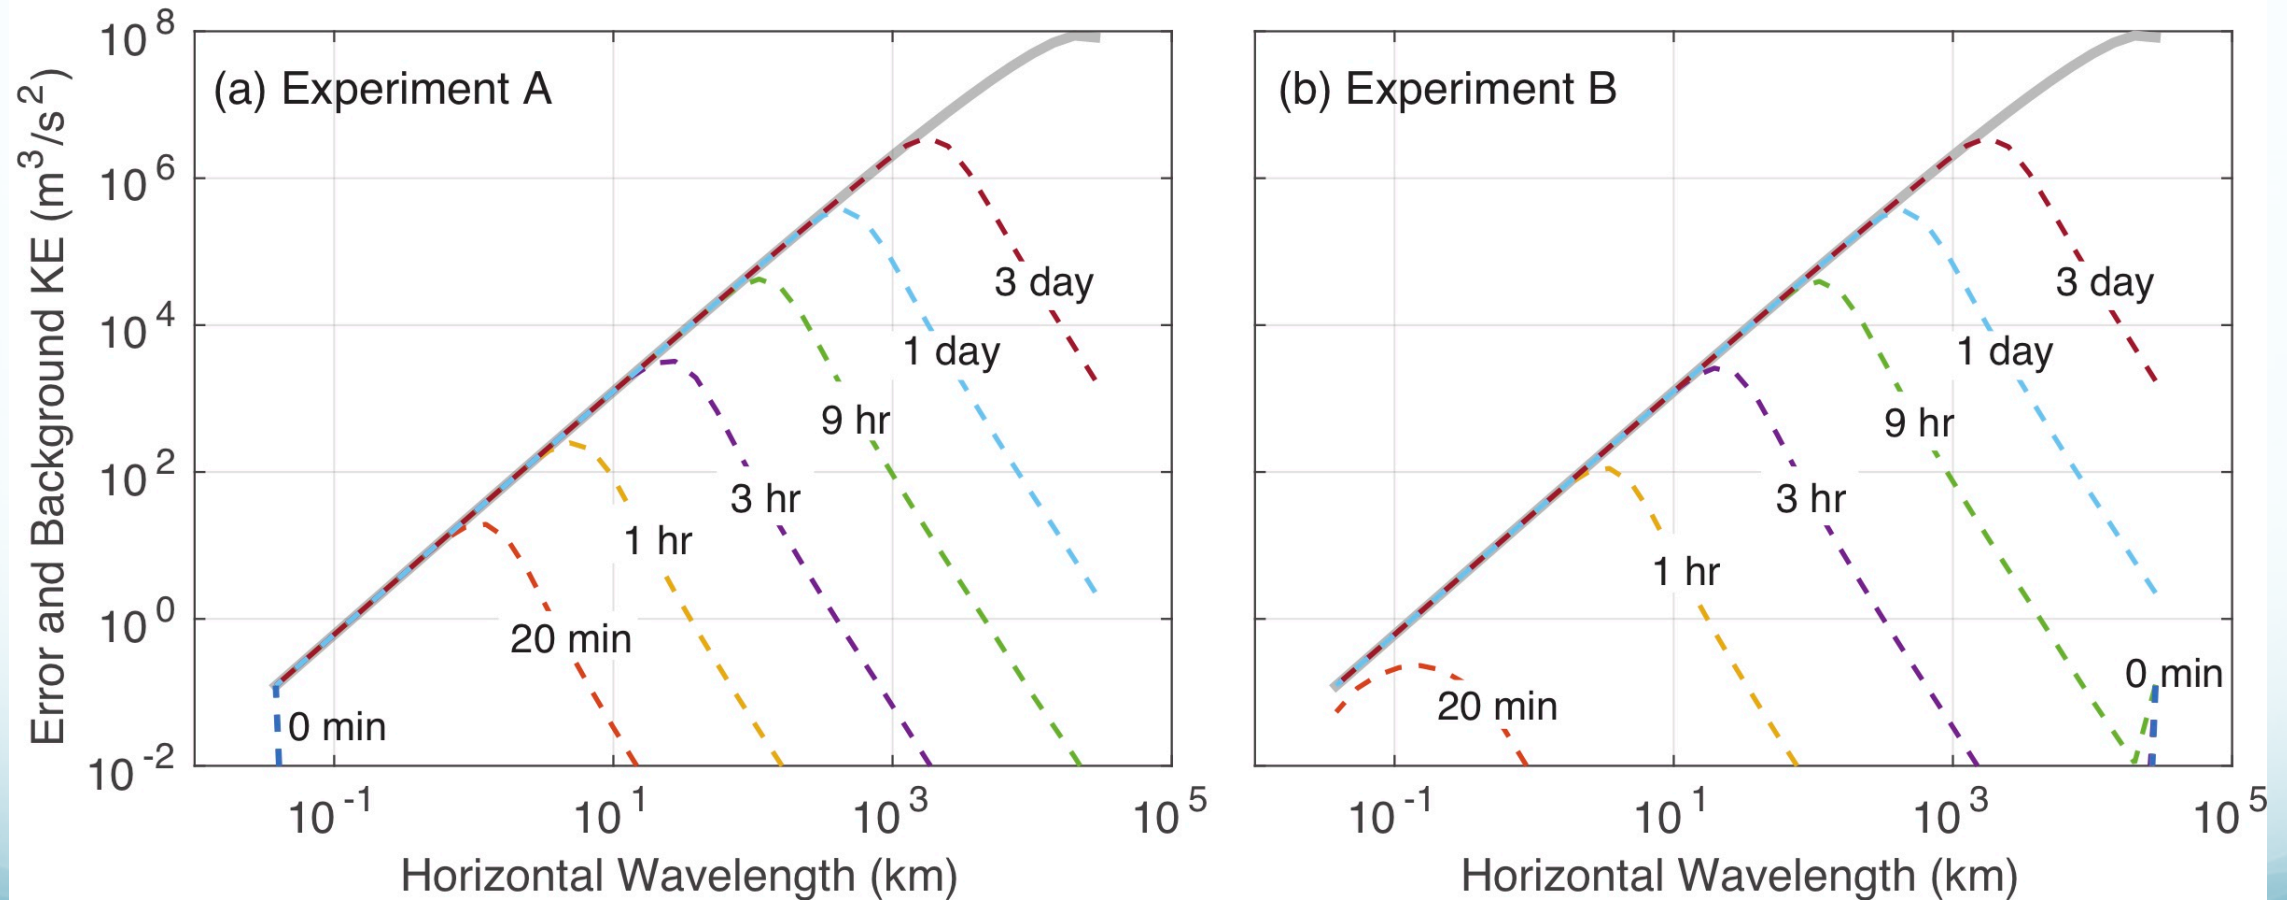 Error and Background KE (m³/s²)
10⁸
10⁶
10⁴
10²
10⁰
10⁻²
(a) Experiment A
3 day
1 day
9 hr
3 hr
1 hr
20 min
0 min
10⁻¹
10¹
10³
10⁵
Horizontal Wavelength (km)
(b) Experiment B
3 day
1 day
9 hr
3 hr
1 hr
0 min
20 min
10⁻¹
10¹
10³
10⁵
Horizontal Wavelength (km)